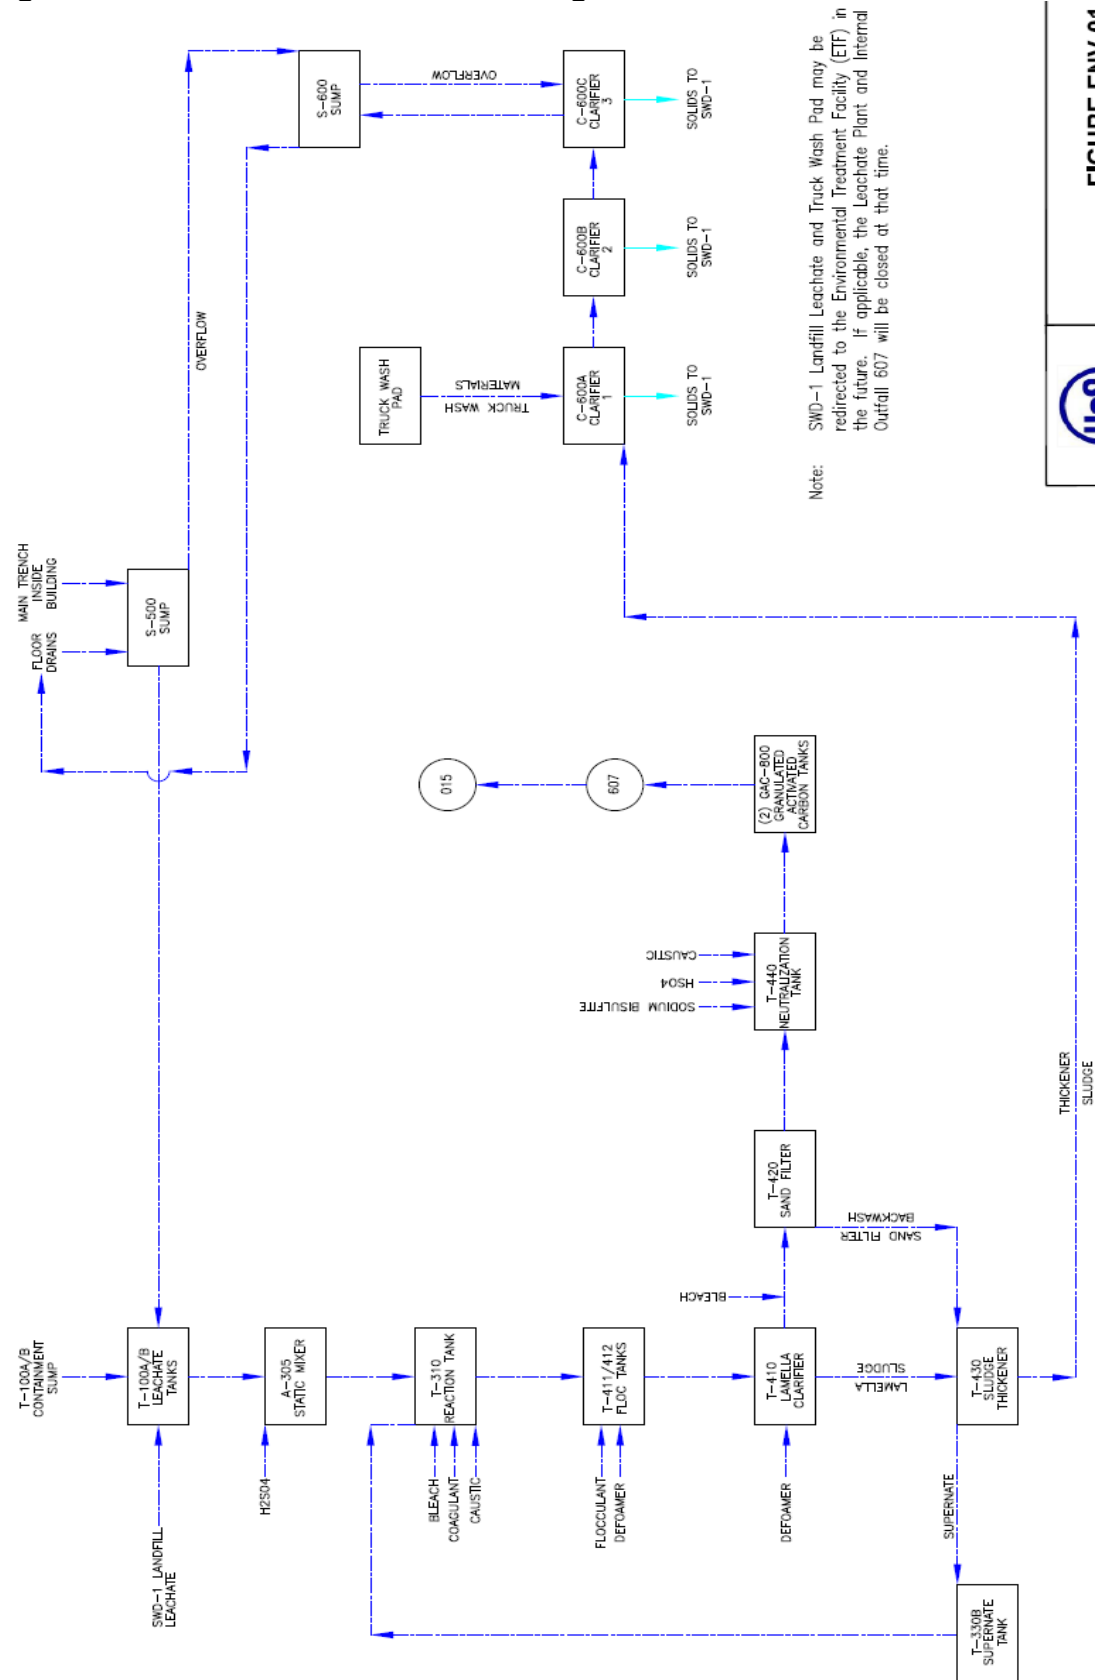 S-600
SUMP
OVERFLOW
C-600C
CLARIFIER
3
SOLIDS TO
SWD-1
C-600B
CLARIFIER
2
SOLIDS TO
SWD-1
OVERFLOW
TRUCK WASH
PAD
TRUCK WASH
MATERIALS
C-600A
CLARIFIER
1
SOLIDS TO
SWD-1
Note:
SWD-1 Landfill Leachate and Truck Wash Pad may be
redirected to the Environmental Treatment Facility (ETF) in
the future. If applicable, the Leachate Plant and Internal
Outfall 607 will be closed at that time.
MAIN TRENCH
INSIDE
BUILDING
FLOOR
DRAINS
S-500
SUMP
015
607
(2) GAC-800
GRANULATED
ACTIVATED
CARBON TANKS
CAUSTIC
HSO4
SODIUM BISULFITE
T-440
NEUTRALIZATION
TANK
T-420
SAND FILTER
SAND FILTER
BACKWASH
BLEACH
THICKENER
SLUDGE
T-100A/B
CONTAINMENT
SUMP
T-100A/B
LEACHATE
TANKS
SWD-1 LANDFILL
LEACHATE
A-305
STATIC MIXER
H2SO4
T-310
REACTION TANK
BLEACH
COAGULANT
CAUSTIC
T-411/412
FLOC TANKS
FLOCCULANT
DEFOAMER
T-410
LAMELLA
CLARIFIER
DEFOAMER
LAMELLA
SLUDGE
T-430
SLUDGE
THICKENER
SUPERNATE
T-330B
SUPERNATE
TANK